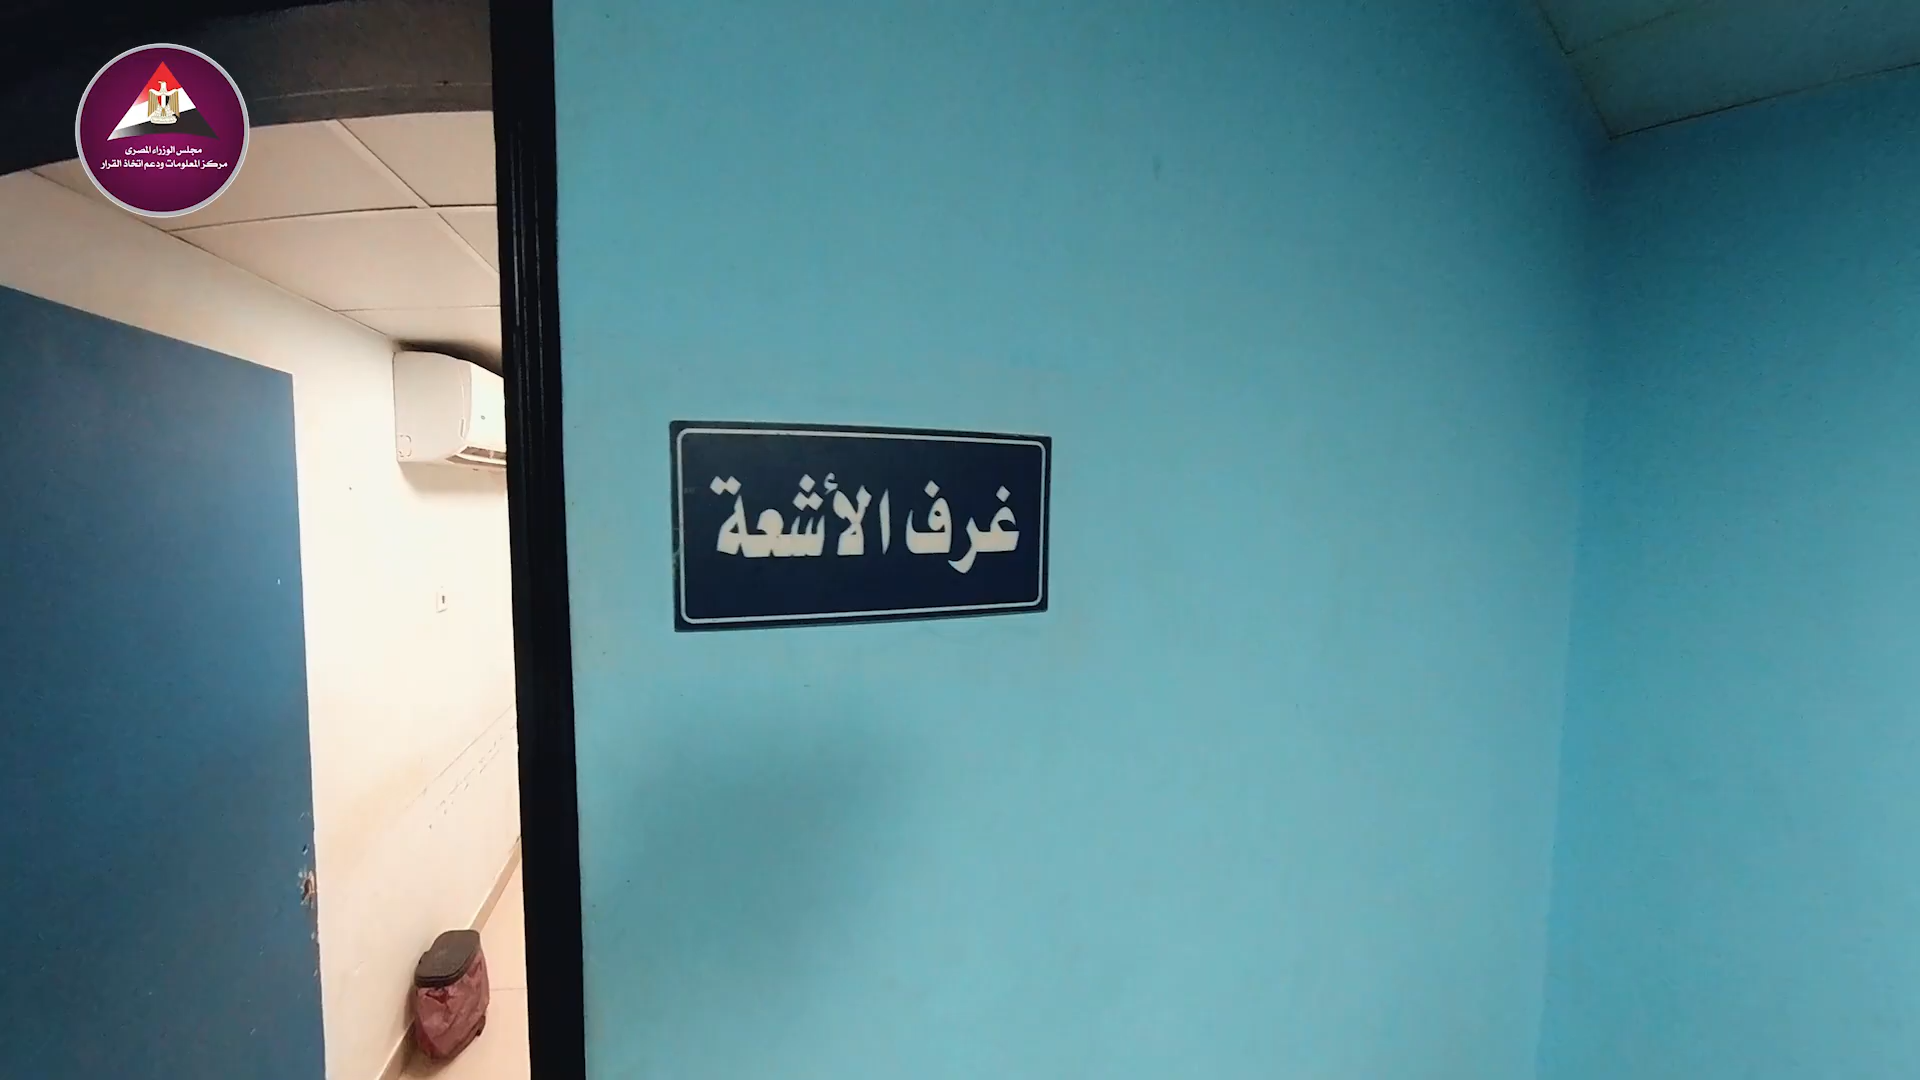 مجلس الوزراء المصرى
مركز المعلومات ودعم اتخاذ القرار
غرف الأشعة